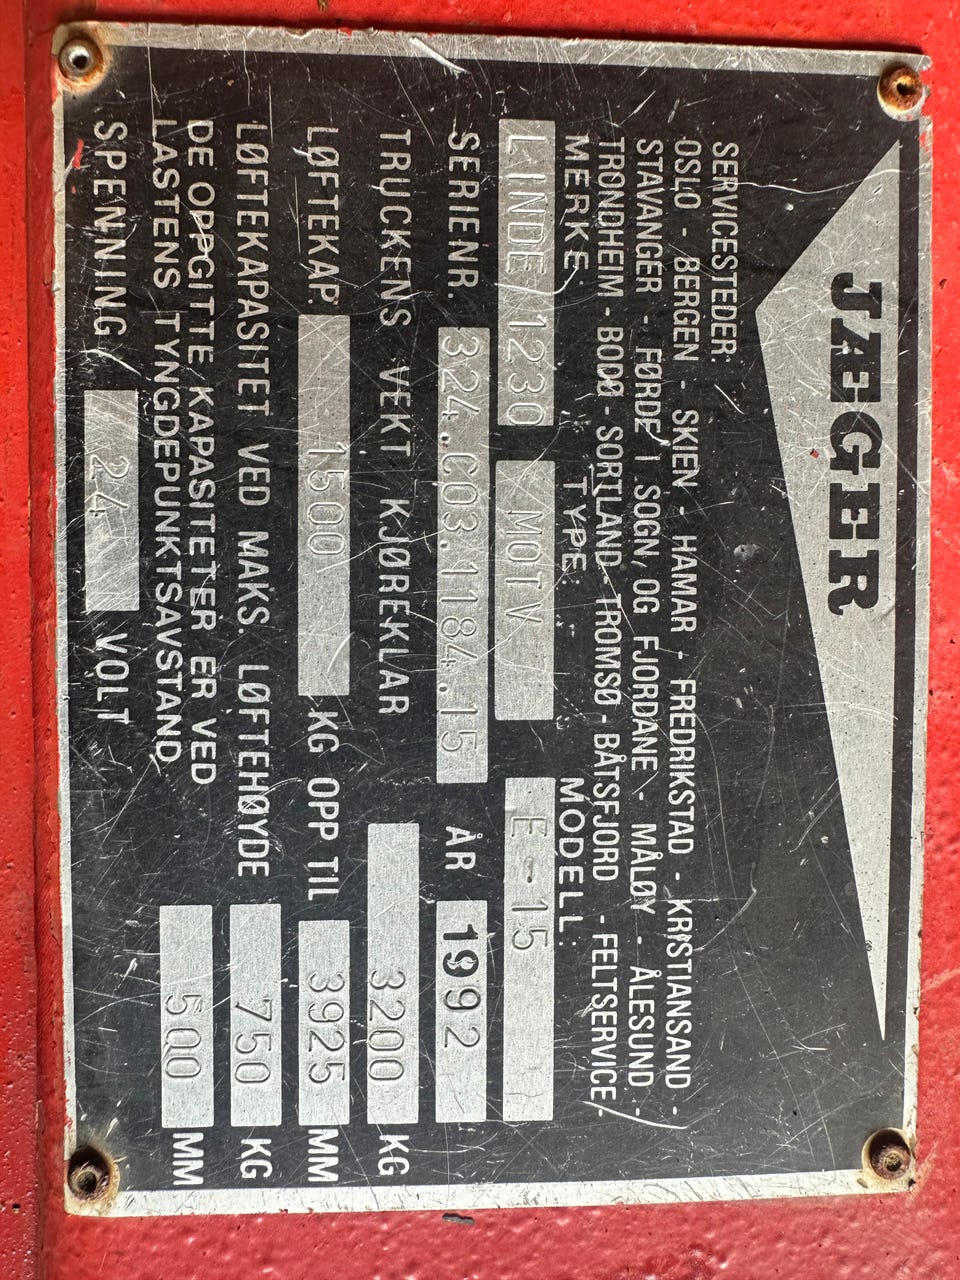 JÆGER
SERVICESTEDER:
OSLO - BERGEN - SKIEN - HAMAR - FREDRIKSTAD - KRISTIANSAND -
STAVANGER - FØRDE I SOGN, OG FJORDANE - MÅLØY - ÅLESUND -
TRONDHEIM - BODØ - SORTLAND - TROMSØ - BÅTSFJORD - FELTSERVICE -
MERKE: TYPE: MODELL:
LINDE/1230 MOT V E-15
SERIENR. 324.C03.1184.15 ÅR 1992
TRUCKENS VEKT KJØREKLAR 3200 KG
LØFTEKAP. 1500 KG OPP TIL 3925 MM
LØFTEKAPASITET VED MAKS. LØFTEHØYDE 750 KG
DE OPPGITTE KAPASITETER ER VED
LASTENS TYNGDEPUNKTSAVSTAND 500 MM
SPENNING 24 VOLT